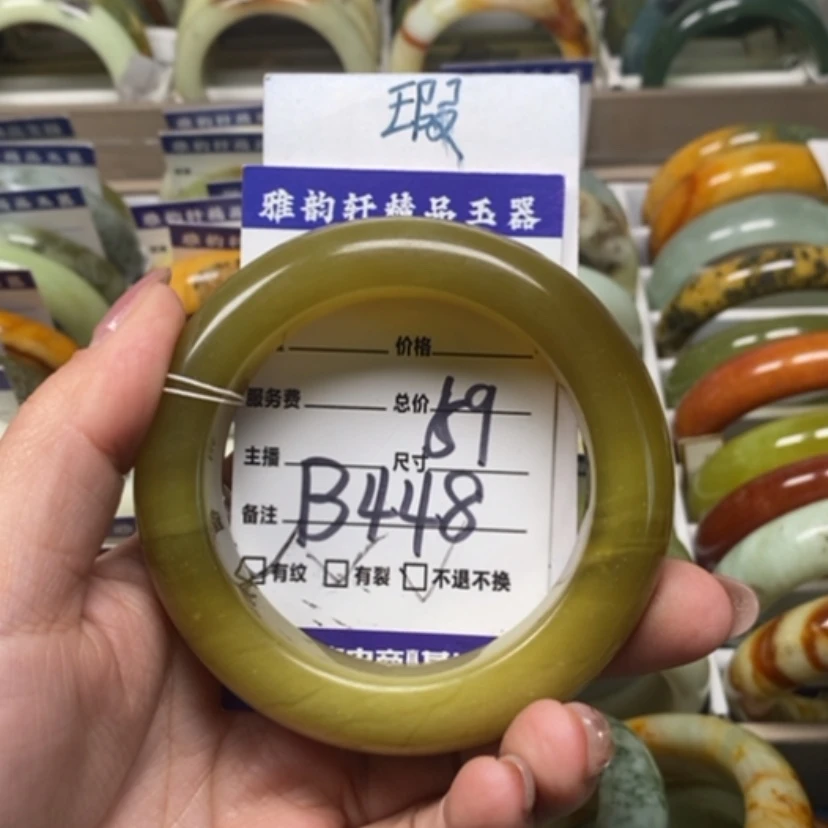 瑕
雅韵轩精品玉器
价格
服务费 总价 59
主播 尺寸
备注 B448
有纹 有裂 不退不换